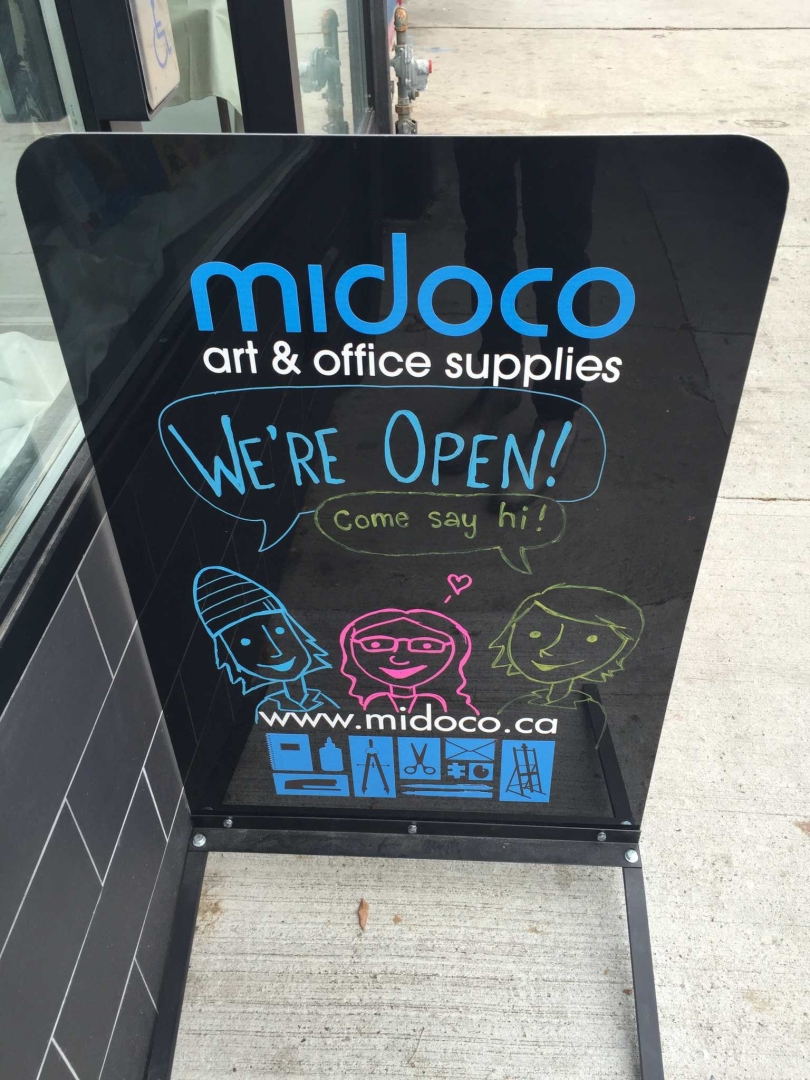 midoco
art & office supplies
WE'RE OPEN!
Come say hi!
www.midoco.ca